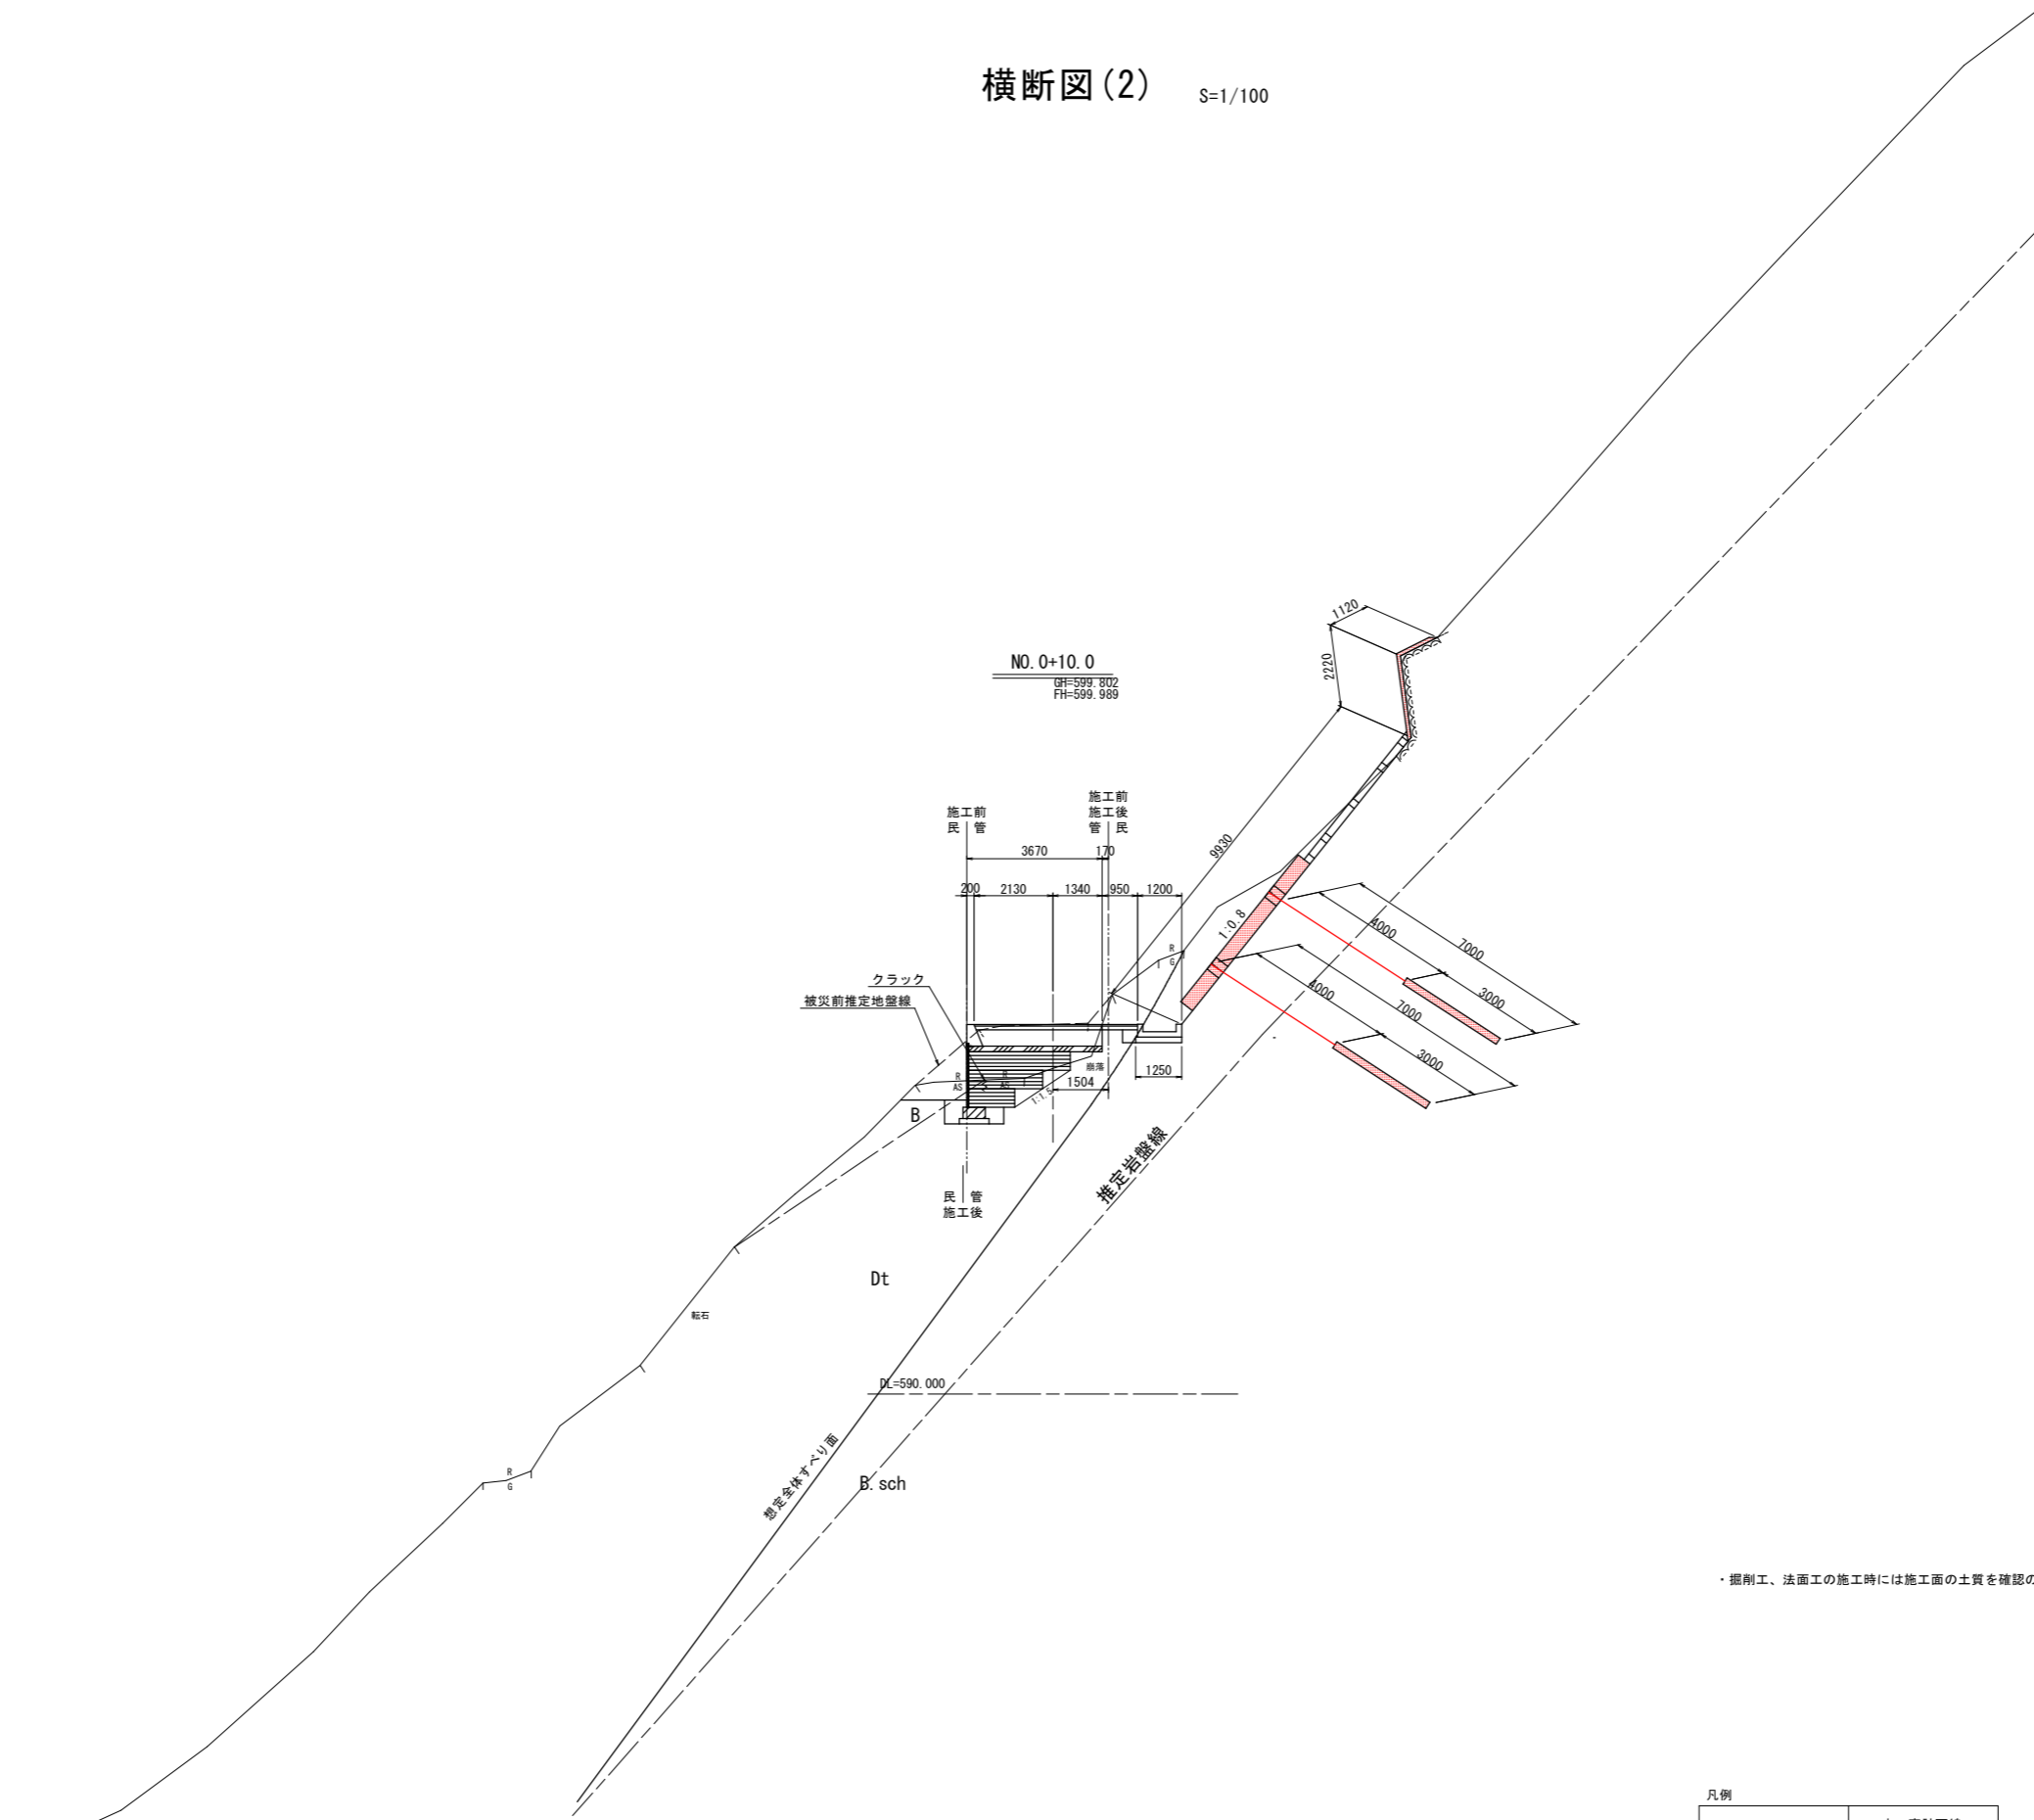 横断図(2) S=1/100
1120
2220
NO.0+10.0
GH=599.802
FH=599.989
施工前
民 管
施工前
施工後
管 民
3670 170
9930
200 2130 1340 950 1200
1:0.8
4000
7000
3000
4000
7000
3000
R
G
クラック
被災前推定地盤線
R
AS
R
AS
崩落
1504
1250
1:1.5
B
推定岩盤線
民 管
施工後
Dt
転石
DL=590.000
想定全体すべり面
B.sch
R
G
・掘削工、法面工の施工時には施工面の土質を確認の
凡例